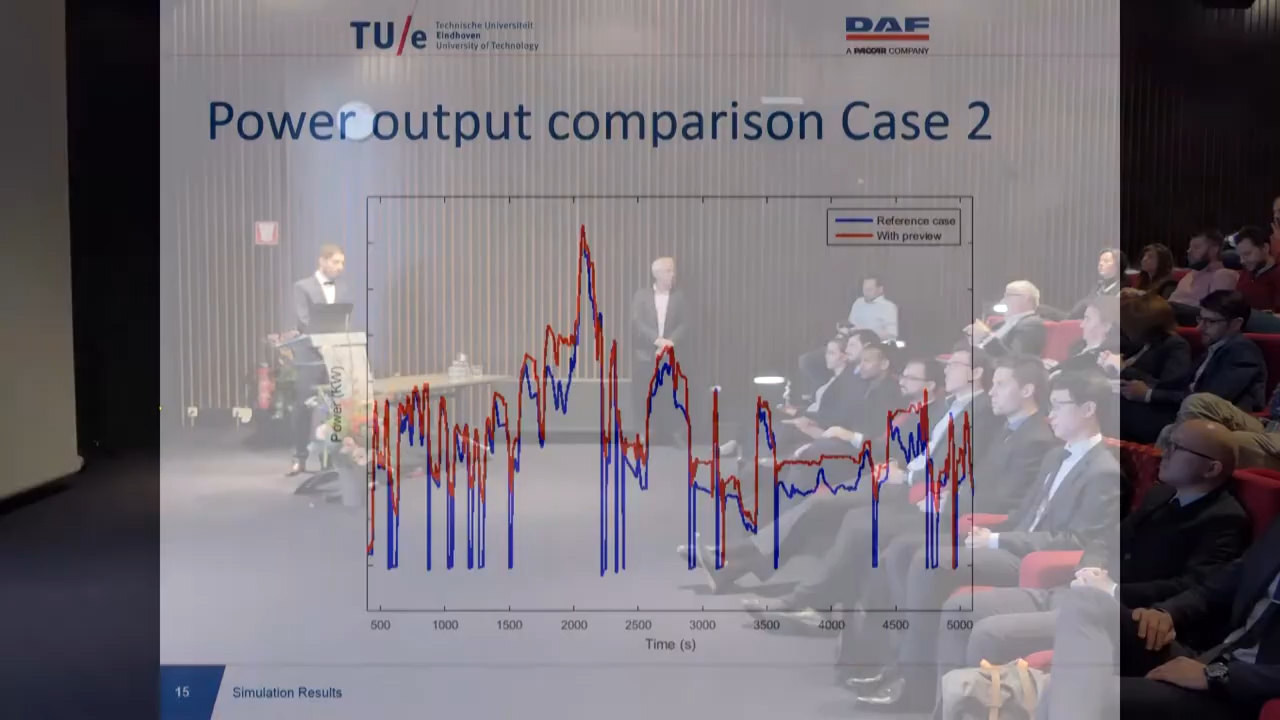 TU/e
Technische Universiteit
Eindhoven
University of Technology
DAF
A PACCAR COMPANY
Power output comparison Case 2
Reference case
With preview
Power (KW)
500 1000 1500 2000 2500 3000 3500 4000 4500 5000
Time (s)
15
Simulation Results